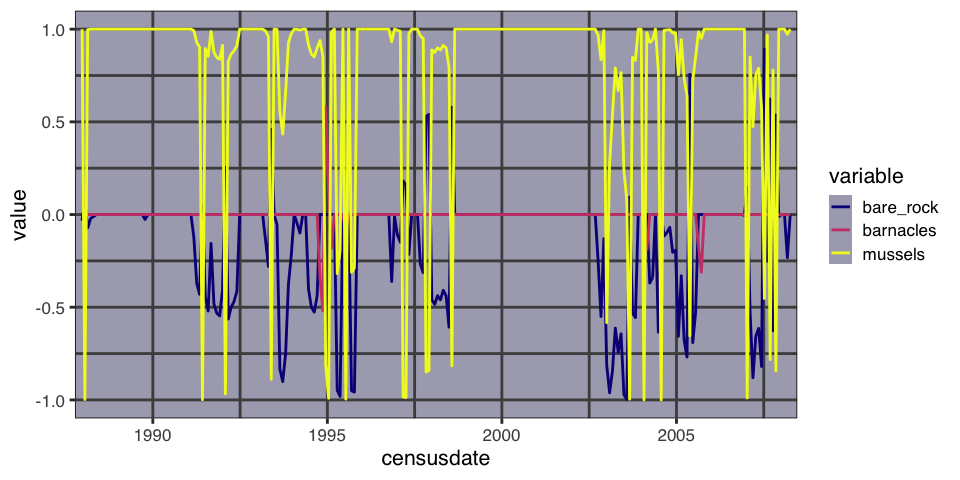 1.0
0.5
0.0
-0.5
-1.0
value
1990
1995
2000
2005
censusdate
variable
bare_rock
barnacles
mussels